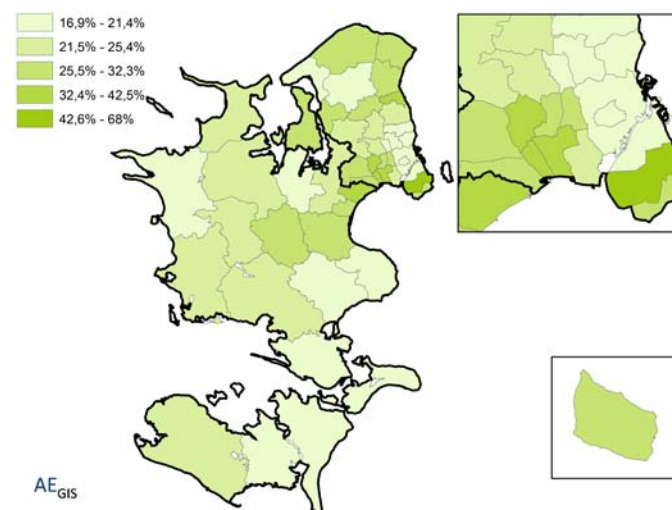 16,9% - 21,4%
21,5% - 25,4%
25,5% - 32,3%
32,4% - 42,5%
42,6% - 68%
AEGIS